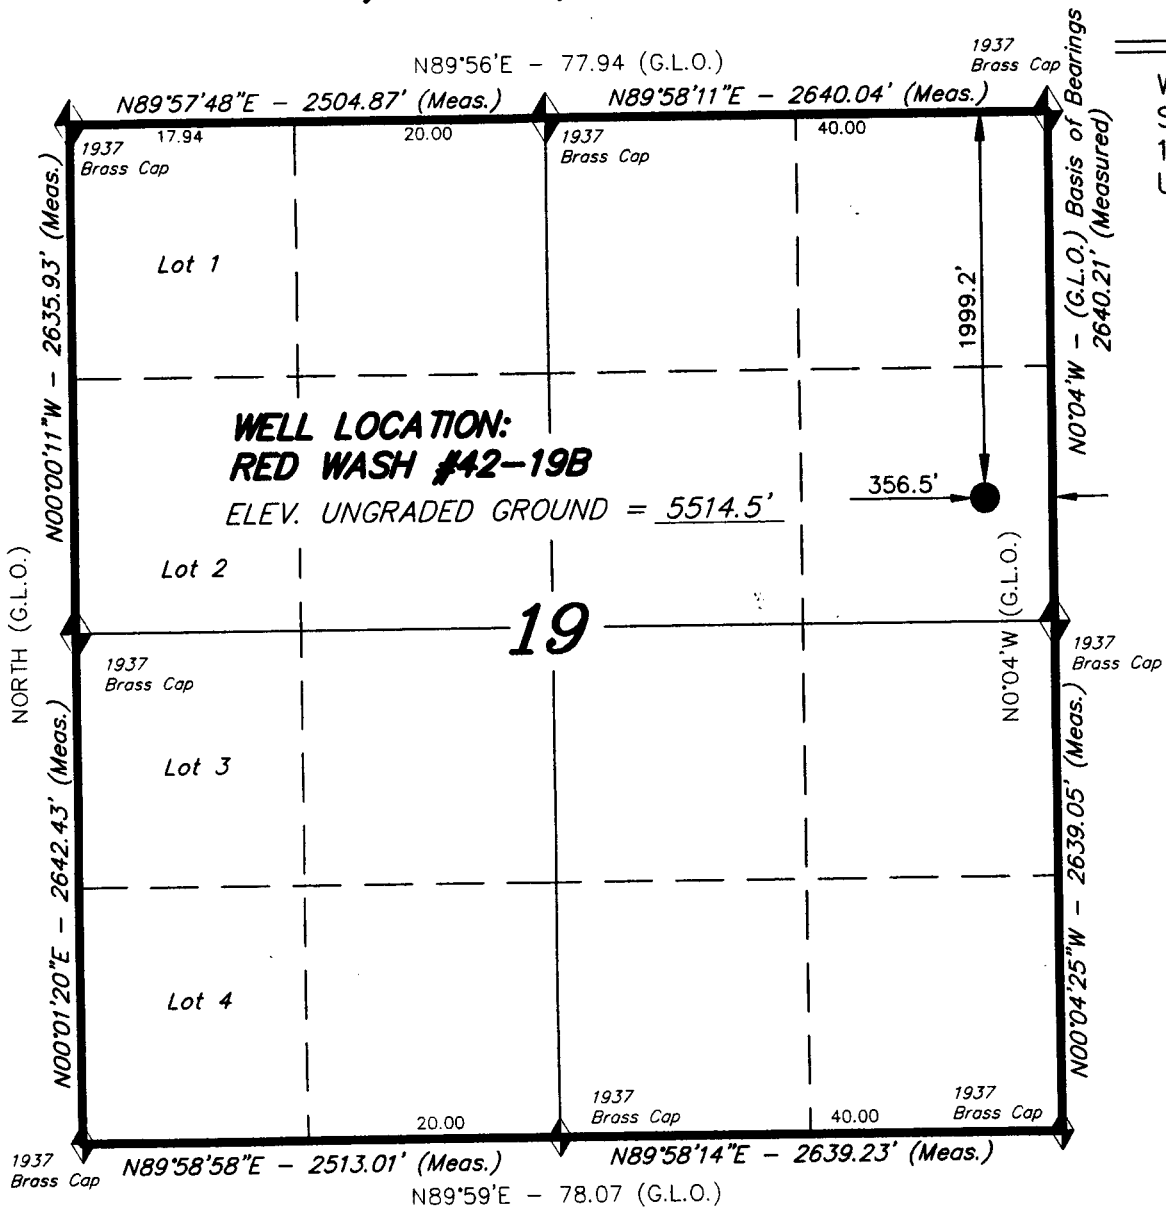 N89°56'E - 77.94 (G.L.O.)
1937
Brass Cap
N89°57'48"E - 2504.87' (Meas.)
N89°58'11"E - 2640.04' (Meas.)
17.94
20.00
40.00
1937
Brass Cap
1937
Brass Cap
N0°04'W - (G.L.O.) Basis of Bearings
2640.21' (Measured)
N00°00'11"W - 2635.93' (Meas.)
Lot 1
1999.2'
WELL LOCATION:
RED WASH #42-19B
ELEV. UNGRADED GROUND = 5514.5'
356.5'
Lot 2
NORTH (G.L.O.)
19
N0°04'W (G.L.O.)
1937
Brass Cap
1937
Brass Cap
Lot 3
N00°01'20"E - 2642.43' (Meas.)
N00°04'25"W - 2639.05' (Meas.)
Lot 4
1937
Brass Cap
1937
Brass Cap
20.00
40.00
1937
Brass Cap
N89°58'58"E - 2513.01' (Meas.)
N89°58'14"E - 2639.23' (Meas.)
N89°59'E - 78.07 (G.L.O.)